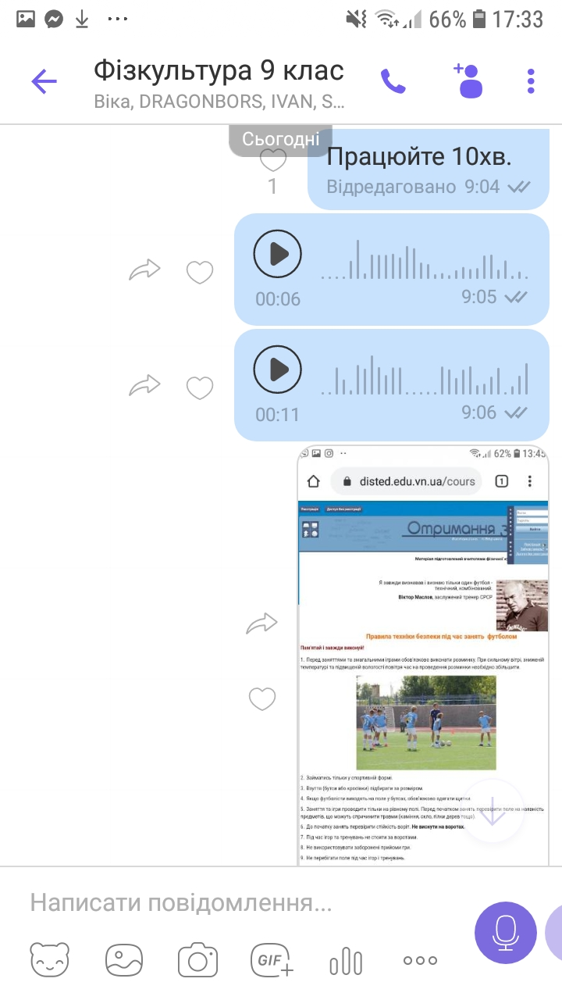 66% 17:33
Фізкультура 9 клас
Віка, DRAGONBORS, IVAN, S...
Сьогодні
Працюйте 10хв.
1
Відредаговано 9:04
00:06
9:05
00:11
9:06
62% 13:45
disted.edu.vn.ua/cours
1
Реєстрація Доступ без реєстрації
Отримання з
Матеріал підготовлений вчителями фізичної к
Я завжди визнавав і визнаю тільки один футбол -
технічний, комбінований.
Віктор Маслов, заслужений тренер СРСР
Правила техніки безпеки під час занять футболом
Пам'ятай і завжди виконуй!
1. Перед заняттями та змагальними іграми обов'язково виконати розминку. При сильному вітрі, зниженій
температурі та підвищеній вологості повітря час на проведення розминки необхідно збільшити.
2. Займатись тільки у спортивній формі.
3. Взуття (бутси або кросівки) підбирати за розміром.
4. Якщо футболісти виходять на поле у бутсах, обов'язково одягати щитки.
5. Заняття та ігри проводити тільки на рівному полі. Перед початком занять перевірити поле на наявність
предметів, що можуть спричинити травми (каміння, скло, гілки дерев тощо).
6. До початку занять перевірити стійкість воріт. Не виснути на воротах.
7. Під час ігор та тренувань не стояти за воротами.
8. Не використовувати заборонені прийоми гри.
9. Не перебігати поле під час ігор і тренувань.
Написати повідомлення...
GIF